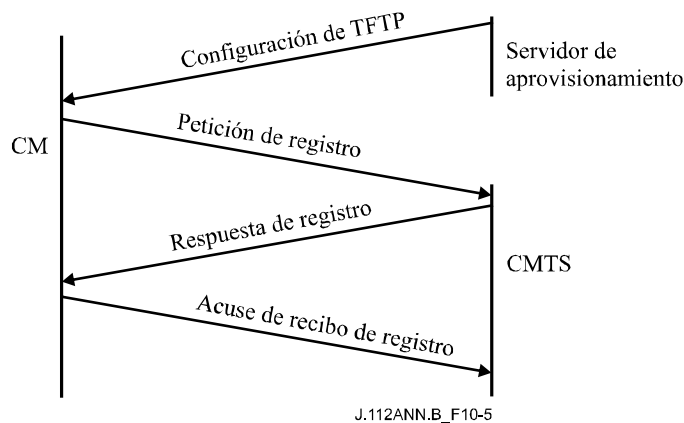 Configuración de TFTP
Servidor de
aprovisionamiento
Petición de registro
CM
Respuesta de registro
CMTS
Acuse de recibo de registro
J.112ANN.B_F10-5